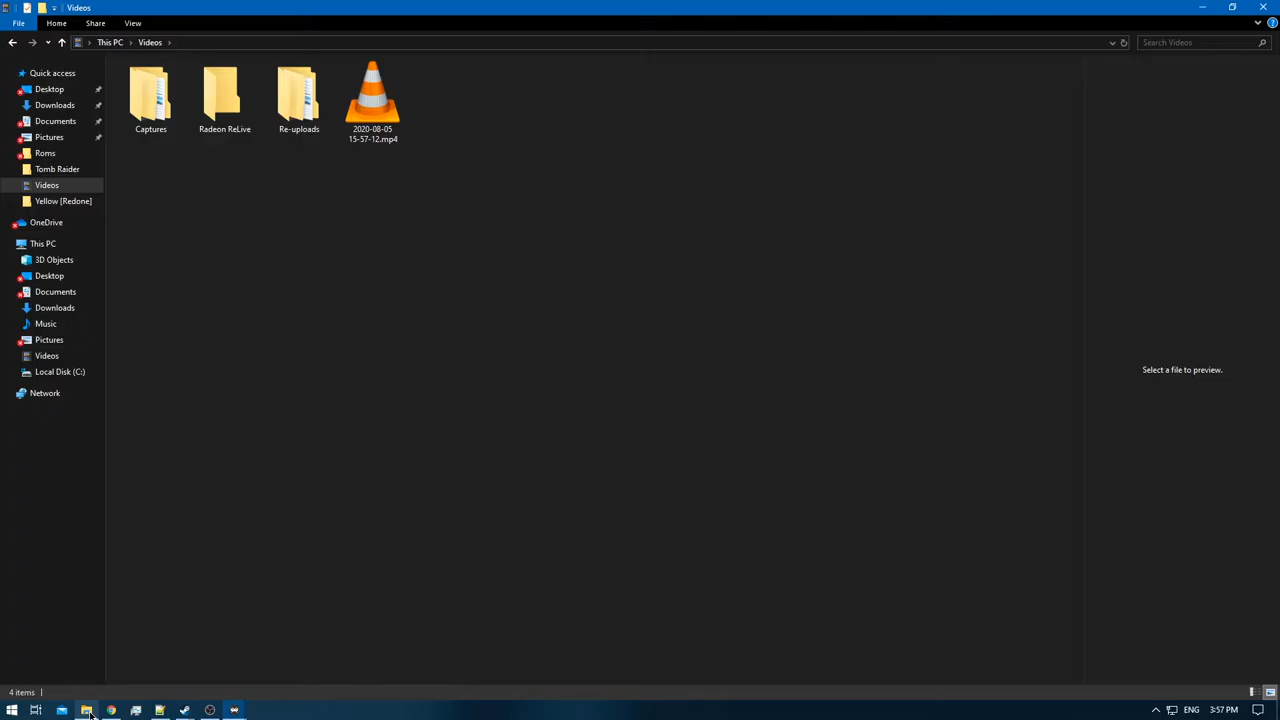 Videos
File
Home
Share
View
This PC
Videos
Search Videos
Quick access
Desktop
Downloads
Documents
Pictures
Roms
Tomb Raider
Videos
Yellow [Redone]
OneDrive
This PC
3D Objects
Desktop
Documents
Downloads
Music
Pictures
Videos
Local Disk (C:)
Network
Captures
Radeon ReLive
Re-uploads
2020-08-05
15-57-12.mp4
Select a file to preview.
4 items
ENG
3:57 PM